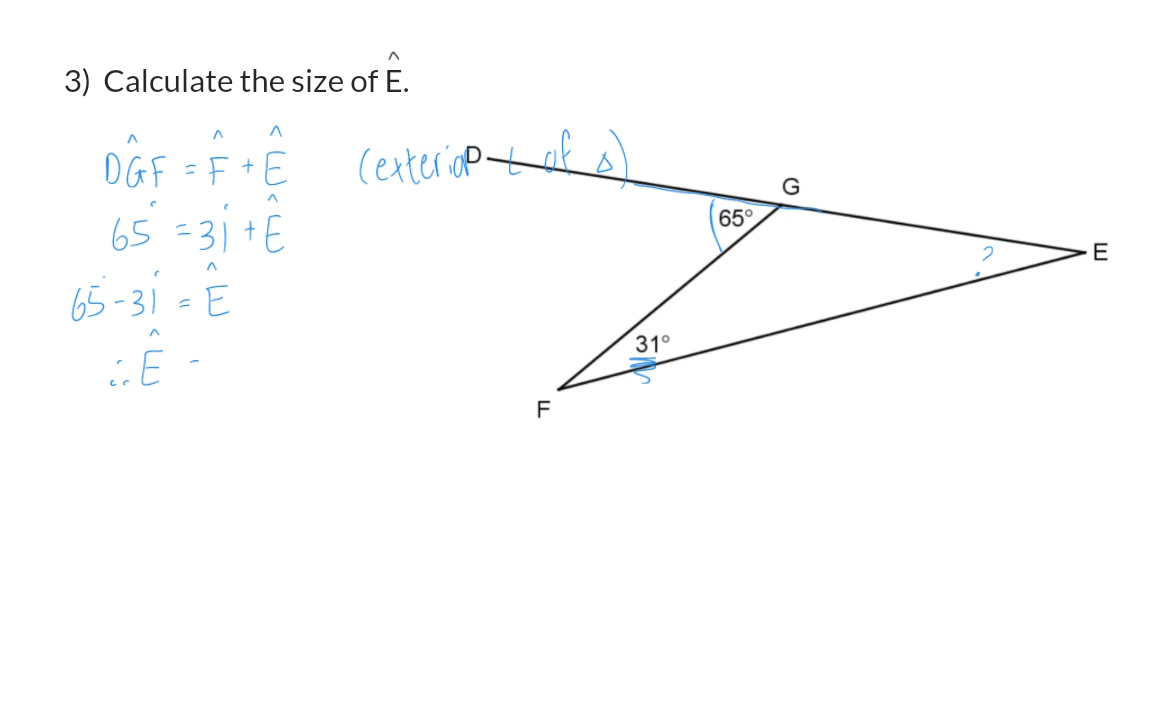 3) Calculate the size of Ê.
DĜF = F̂ + Ê (exterior ∠ of Δ)
65° = 31° + Ê
65° - 31° = Ê
∴ Ê =
D
G
65°
E
?
31°
F